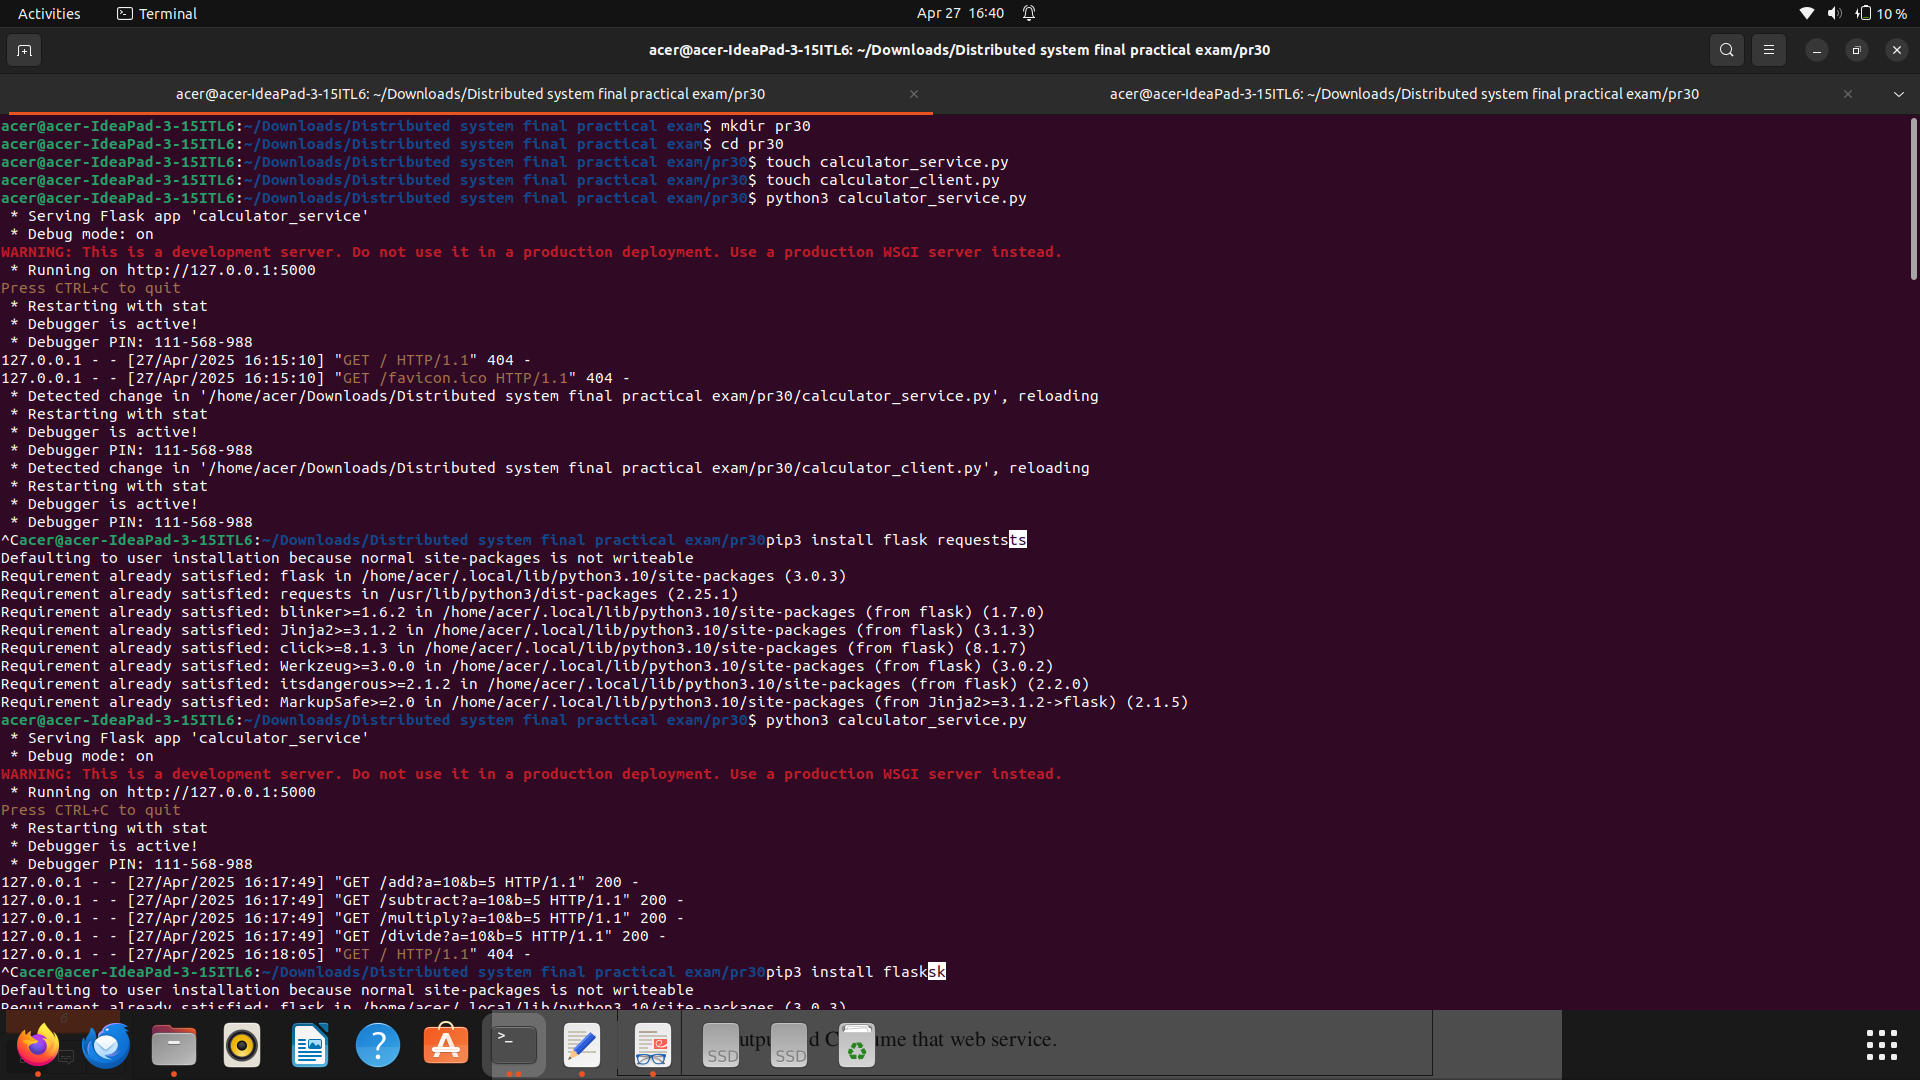 Activities
Terminal
Apr 27 16:40
10 %
acer@acer-IdeaPad-3-15ITL6: ~/Downloads/Distributed system final practical exam/pr30
acer@acer-IdeaPad-3-15ITL6: ~/Downloads/Distributed system final practical exam/pr30
acer@acer-IdeaPad-3-15ITL6: ~/Downloads/Distributed system final practical exam/pr30
acer@acer-IdeaPad-3-15ITL6:~/Downloads/Distributed system final practical exam$ mkdir pr30
acer@acer-IdeaPad-3-15ITL6:~/Downloads/Distributed system final practical exam$ cd pr30
acer@acer-IdeaPad-3-15ITL6:~/Downloads/Distributed system final practical exam/pr30$ touch calculator_service.py
acer@acer-IdeaPad-3-15ITL6:~/Downloads/Distributed system final practical exam/pr30$ touch calculator_client.py
acer@acer-IdeaPad-3-15ITL6:~/Downloads/Distributed system final practical exam/pr30$ python3 calculator_service.py
 * Serving Flask app 'calculator_service'
 * Debug mode: on
WARNING: This is a development server. Do not use it in a production deployment. Use a production WSGI server instead.
 * Running on http://127.0.0.1:5000
Press CTRL+C to quit
 * Restarting with stat
 * Debugger is active!
 * Debugger PIN: 111-568-988
127.0.0.1 - - [27/Apr/2025 16:15:10] "GET / HTTP/1.1" 404 -
127.0.0.1 - - [27/Apr/2025 16:15:10] "GET /favicon.ico HTTP/1.1" 404 -
 * Detected change in '/home/acer/Downloads/Distributed system final practical exam/pr30/calculator_service.py', reloading
 * Restarting with stat
 * Debugger is active!
 * Debugger PIN: 111-568-988
 * Detected change in '/home/acer/Downloads/Distributed system final practical exam/pr30/calculator_client.py', reloading
 * Restarting with stat
 * Debugger is active!
 * Debugger PIN: 111-568-988
^Cacer@acer-IdeaPad-3-15ITL6:~/Downloads/Distributed system final practical exam/pr30pip3 install flask requeststs
Defaulting to user installation because normal site-packages is not writeable
Requirement already satisfied: flask in /home/acer/.local/lib/python3.10/site-packages (3.0.3)
Requirement already satisfied: requests in /usr/lib/python3/dist-packages (2.25.1)
Requirement already satisfied: blinker>=1.6.2 in /home/acer/.local/lib/python3.10/site-packages (from flask) (1.7.0)
Requirement already satisfied: Jinja2>=3.1.2 in /home/acer/.local/lib/python3.10/site-packages (from flask) (3.1.3)
Requirement already satisfied: click>=8.1.3 in /home/acer/.local/lib/python3.10/site-packages (from flask) (8.1.7)
Requirement already satisfied: Werkzeug>=3.0.0 in /home/acer/.local/lib/python3.10/site-packages (from flask) (3.0.2)
Requirement already satisfied: itsdangerous>=2.1.2 in /home/acer/.local/lib/python3.10/site-packages (from flask) (2.2.0)
Requirement already satisfied: MarkupSafe>=2.0 in /home/acer/.local/lib/python3.10/site-packages (from Jinja2>=3.1.2->flask) (2.1.5)
acer@acer-IdeaPad-3-15ITL6:~/Downloads/Distributed system final practical exam/pr30$ python3 calculator_service.py
 * Serving Flask app 'calculator_service'
 * Debug mode: on
WARNING: This is a development server. Do not use it in a production deployment. Use a production WSGI server instead.
 * Running on http://127.0.0.1:5000
Press CTRL+C to quit
 * Restarting with stat
 * Debugger is active!
 * Debugger PIN: 111-568-988
127.0.0.1 - - [27/Apr/2025 16:17:49] "GET /add?a=10&b=5 HTTP/1.1" 200 -
127.0.0.1 - - [27/Apr/2025 16:17:49] "GET /subtract?a=10&b=5 HTTP/1.1" 200 -
127.0.0.1 - - [27/Apr/2025 16:17:49] "GET /multiply?a=10&b=5 HTTP/1.1" 200 -
127.0.0.1 - - [27/Apr/2025 16:17:49] "GET /divide?a=10&b=5 HTTP/1.1" 200 -
127.0.0.1 - - [27/Apr/2025 16:18:05] "GET / HTTP/1.1" 404 -
^Cacer@acer-IdeaPad-3-15ITL6:~/Downloads/Distributed system final practical exam/pr30pip3 install flasksk
Defaulting to user installation because normal site-packages is not writeable
Requirement already satisfied: flask in /home/acer/.local/lib/python3.10/site-packages (3.0.3)
SSD
SSD
that web service.